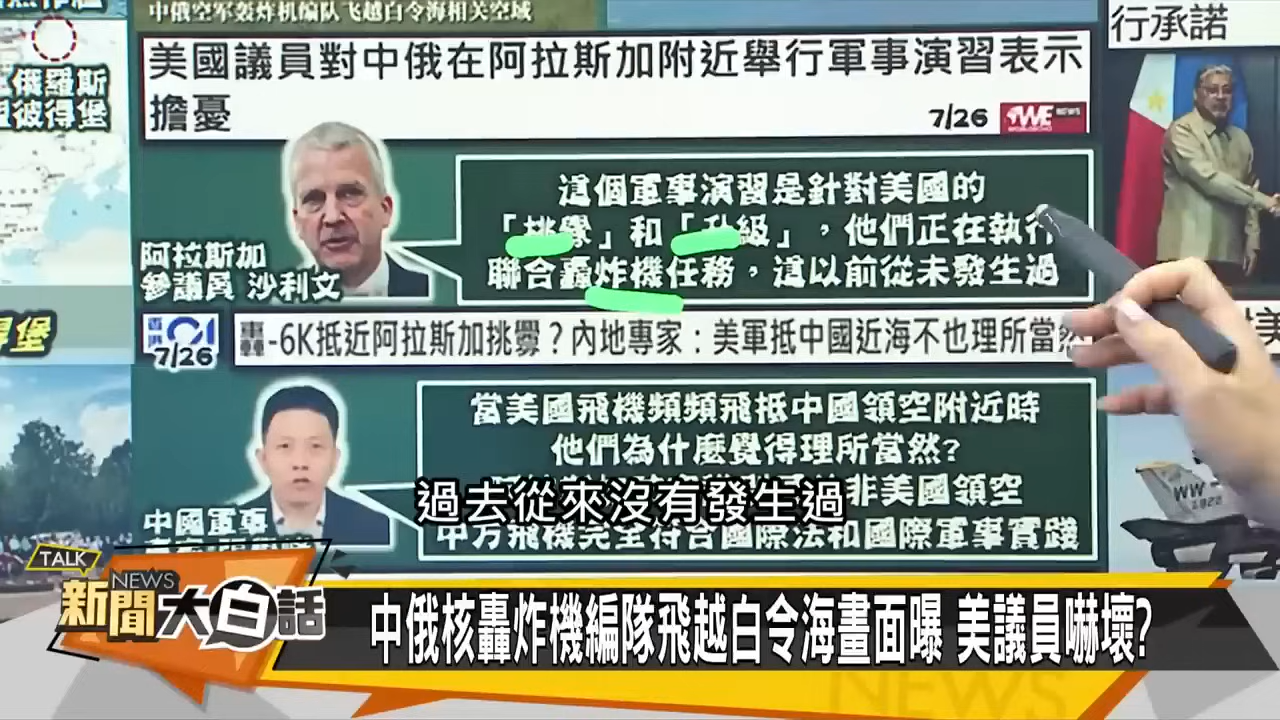 中俄空军轰炸机编队飞越白令海相关空域
行承諾
俄羅斯
彼得堡
美國議員對中俄在阿拉斯加附近舉行軍事演習表示
擔憂
7/26
NEWS
這個軍事演習是針對美國的
「挑釁」和「升級」，他們正在執行
聯合轟炸機任務，這以前從未發生過
阿拉斯加
參議員 沙利文
7/26
轟-6K抵近阿拉斯加挑釁？內地專家：美軍抵中國近海不也理所當然
當美國飛機頻頻飛抵中國領空附近時
他們為什麼覺得理所當然?
非美國領空
中方飛機完全符合國際法和國際軍事實踐
中國軍事
得堡
WW
1822
過去從來沒有發生過
TALK
NEWS
新聞大白話
中俄核轟炸機編隊飛越白令海畫面曝 美議員嚇壞?
NEWS